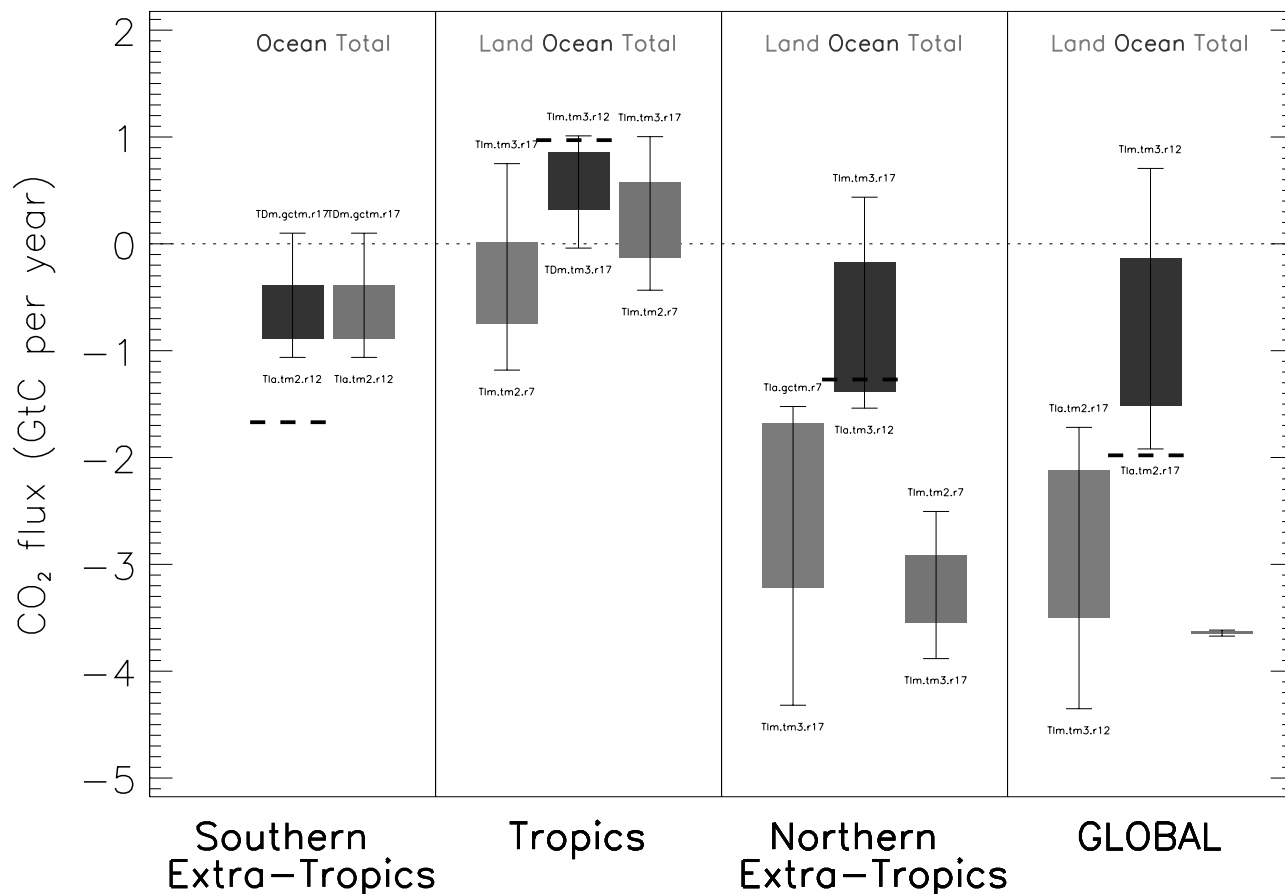 CO₂ flux (GtC per year)
2
1
0
−1
−2
−3
−4
−5
Ocean Total
TDm.gctm.r17 TDm.gctm.r17
TIa.tm2.r12 TIa.tm2.r12
Southern
Extra−Tropics
Land Ocean Total
TIm.tm3.r12 TIm.tm3.r17
TIm.tm3.r17
TDm.tm3.r17
TIm.tm2.r7
TIm.tm2.r7
Tropics
Land Ocean Total
TIm.tm3.r17
TIa.gctm.r7
TIa.tm3.r12
TIm.tm2.r7
TIm.tm3.r17
TIm.tm3.r17
Northern
Extra−Tropics
Land Ocean Total
TIm.tm3.r12
TIa.tm2.r17
TIa.tm2.r17
TIm.tm3.r12
GLOBAL